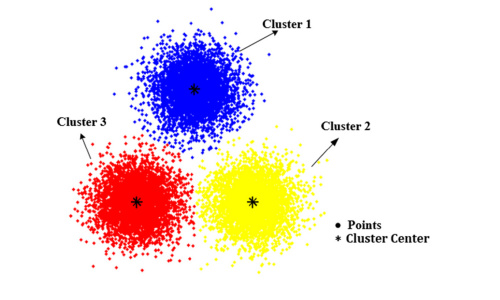 Cluster 1
Cluster 3
Cluster 2
● Points
* Cluster Center